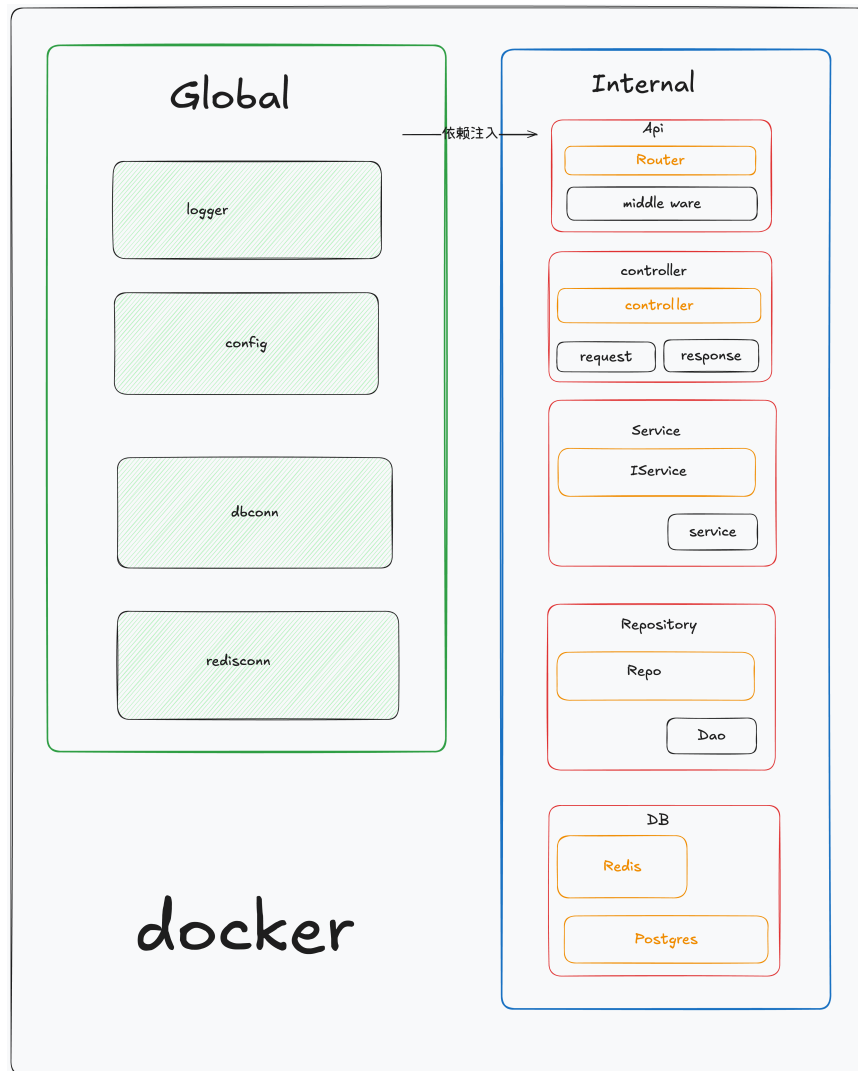 Global
logger
config
dbconn
redisconn
docker
依赖注入
Internal
Api
Router
middle ware
controller
controller
request
response
Service
IService
service
Repository
Repo
Dao
DB
Redis
Postgres